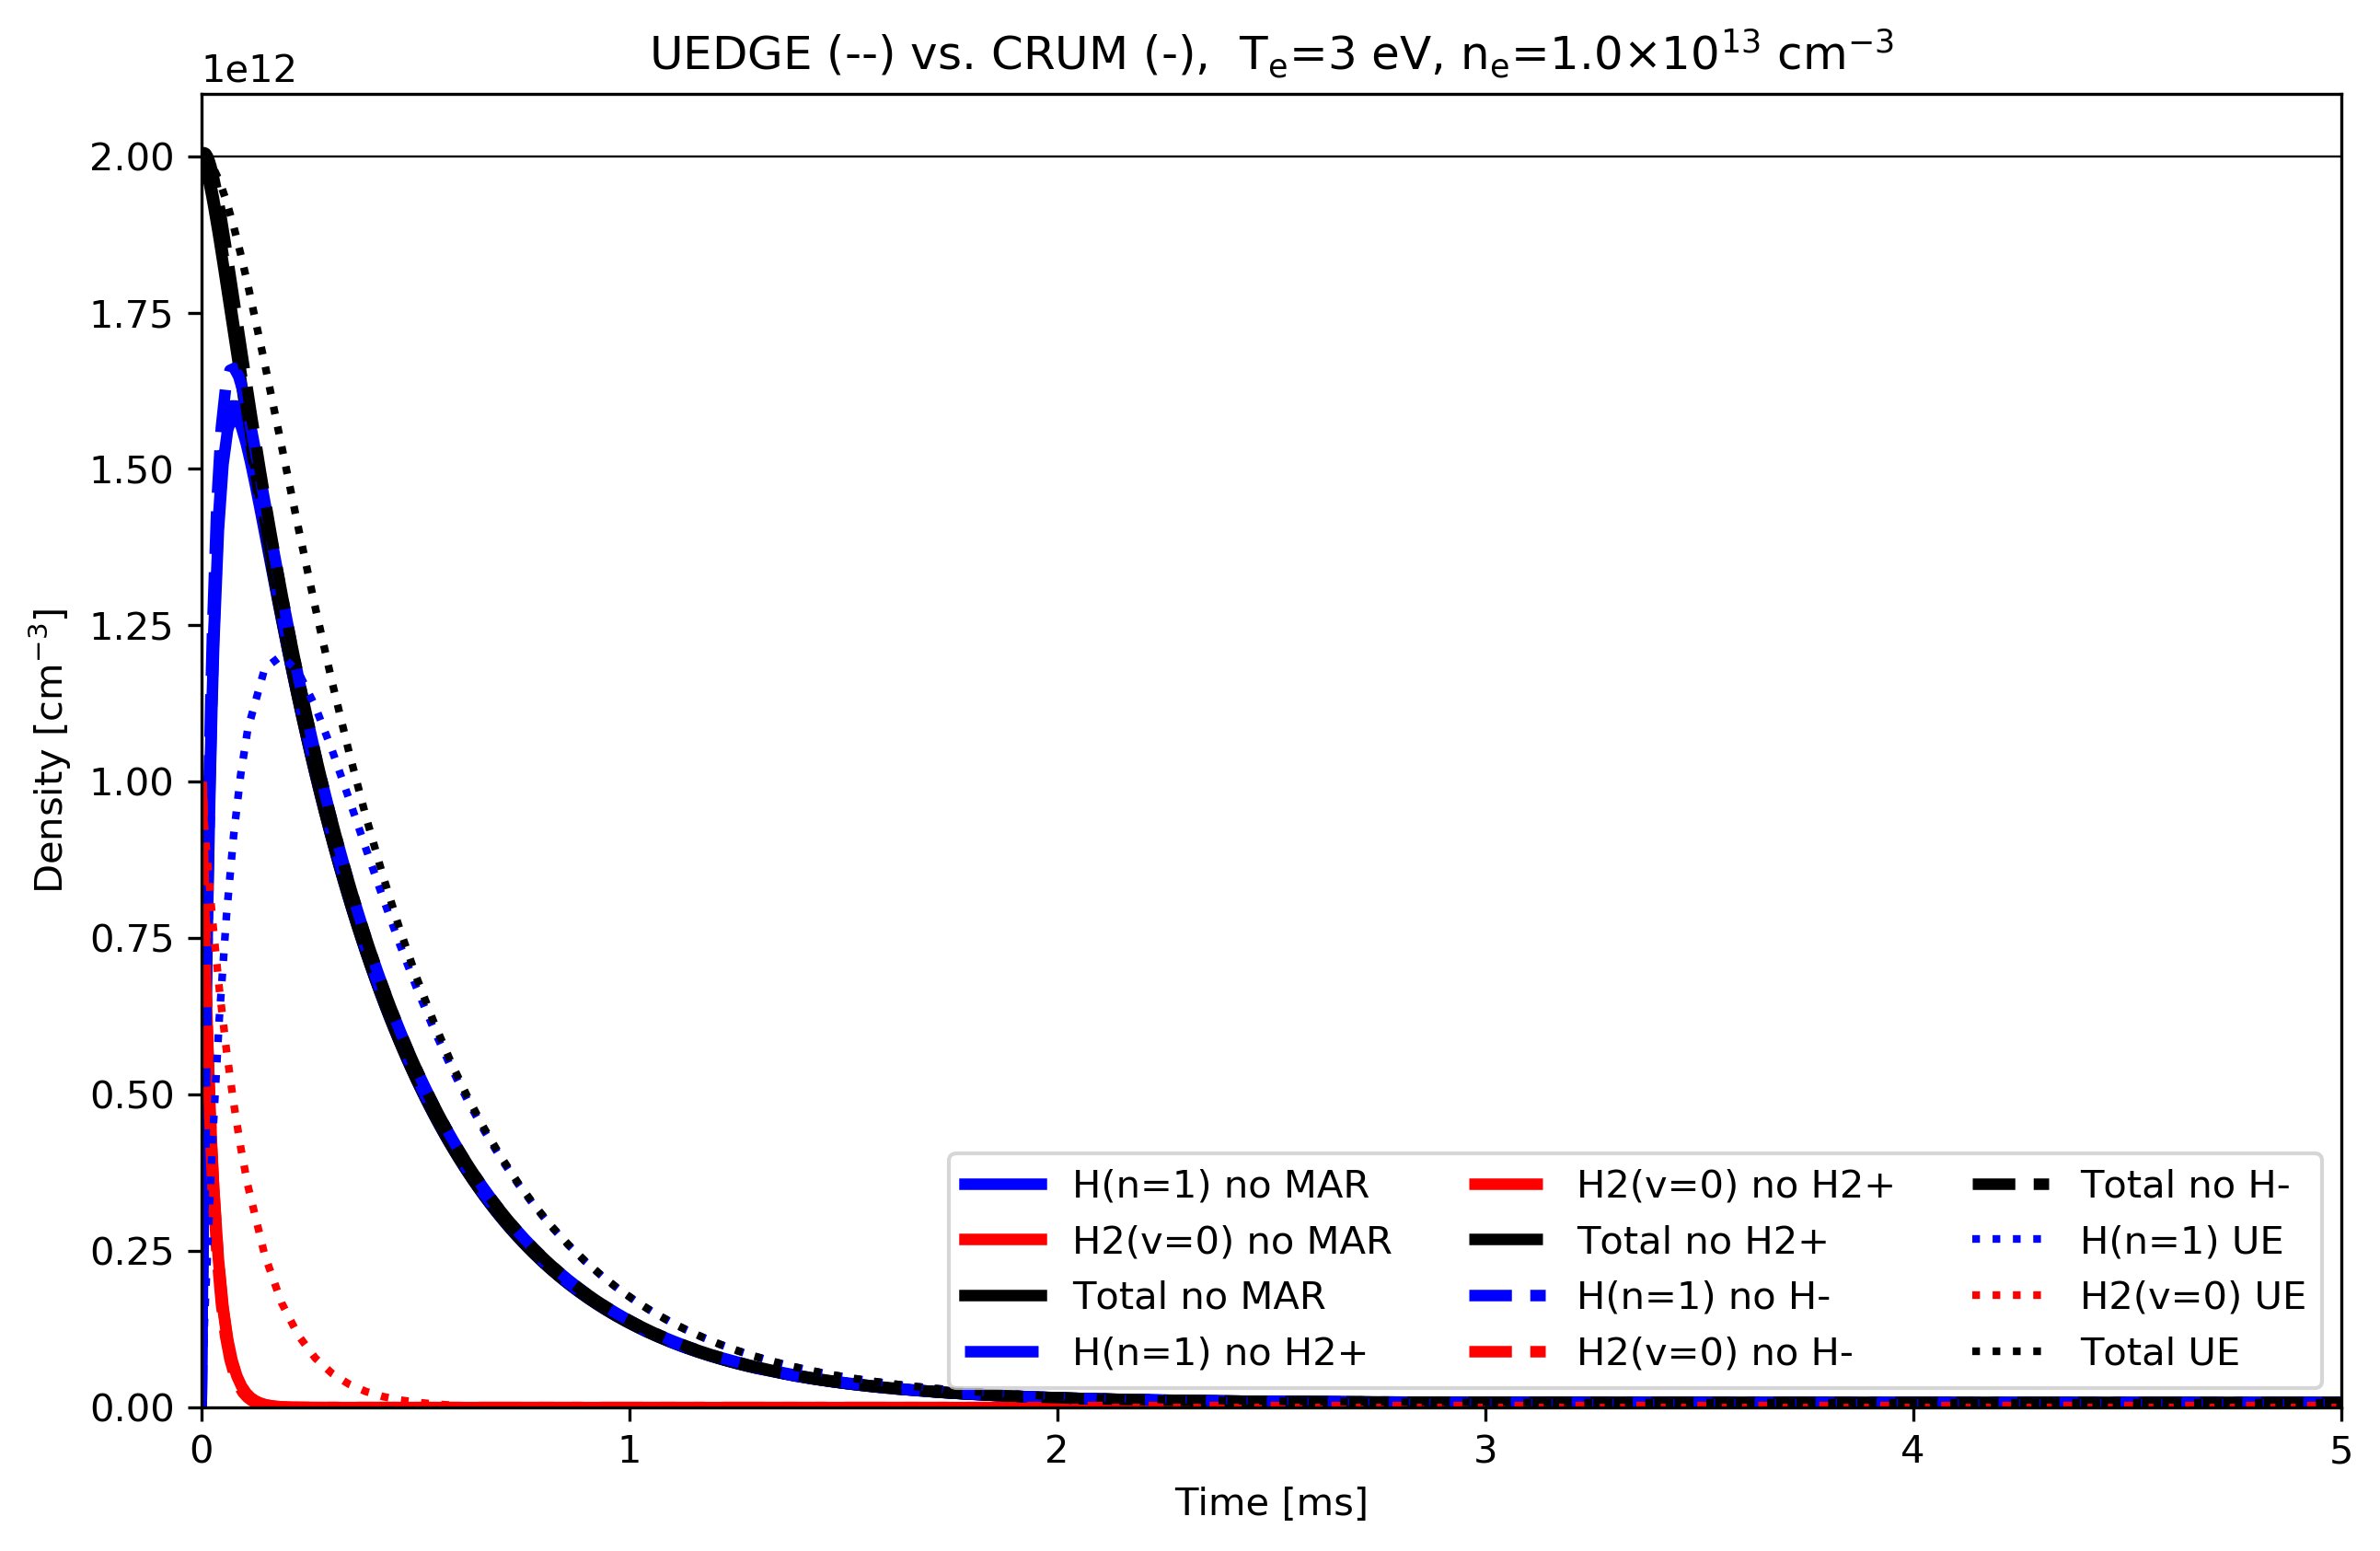 UEDGE (--) vs. CRUM (-),  Tₑ=3 eV, nₑ=1.0×10¹³ cm⁻³
1e12
2.00
1.75
1.50
1.25
1.00
0.75
0.50
0.25
0.00
Density [cm⁻³]
H(n=1) no MAR
H2(v=0) no MAR
Total no MAR
H(n=1) no H2+
H2(v=0) no H2+
Total no H2+
H(n=1) no H-
H2(v=0) no H-
Total no H-
H(n=1) UE
H2(v=0) UE
Total UE
0 1 2 3 4 5
Time [ms]